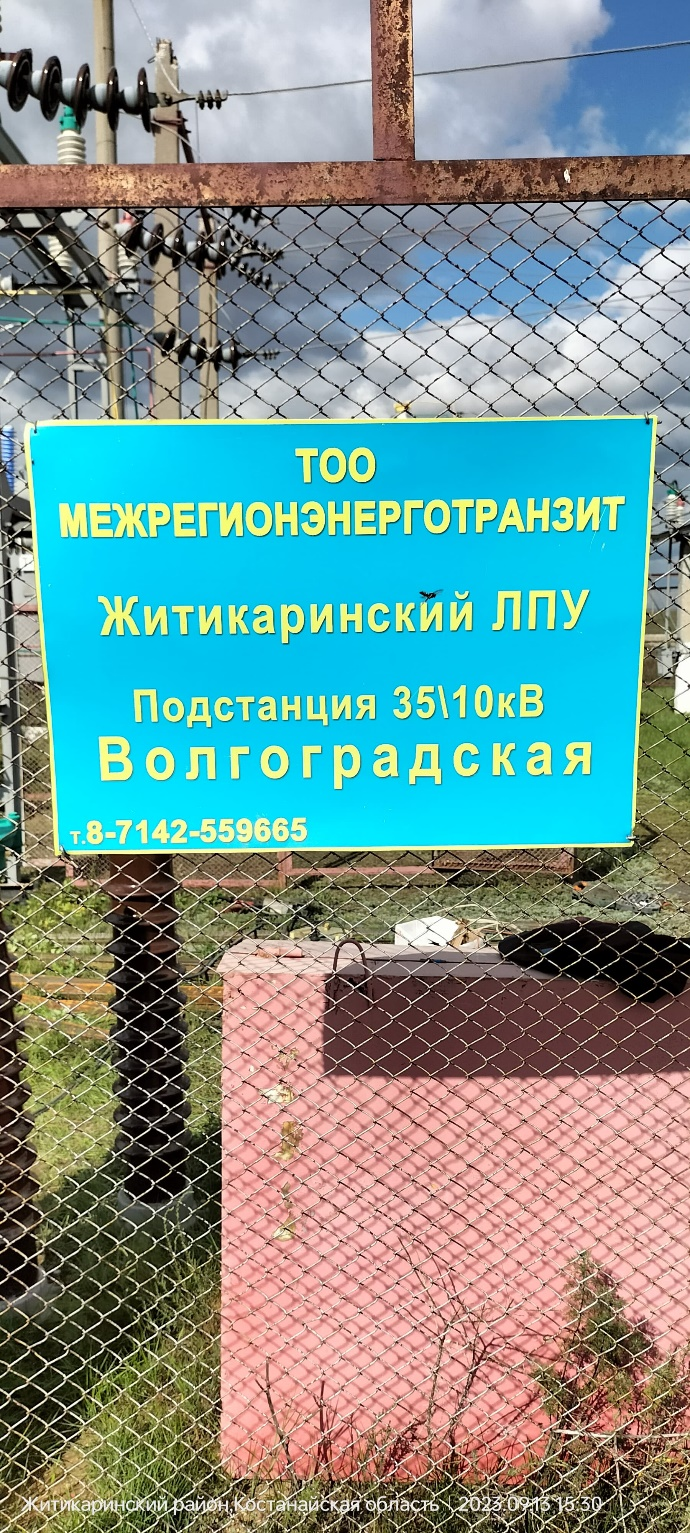 ТОО
МЕЖРЕГИОНЭНЕРГОТРАНЗИТ
Житикаринский ЛПУ
Подстанция 35\10кВ
Волгоградская
т.8-7142-559665
Житикаринский район,Костанайская область | 2023.09.13 15:30